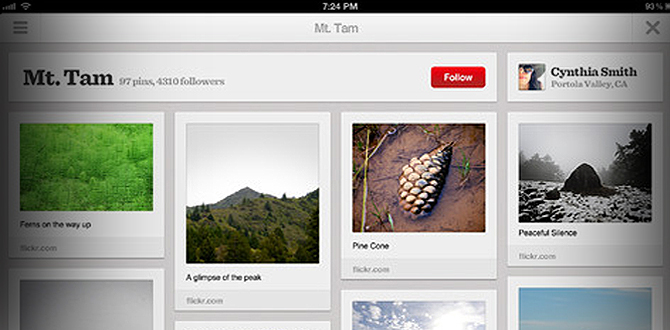 7:24 PM
93 %
Mt. Tam
Mt. Tam 97 pins, 4310 followers
Follow
Cynthia Smith
Portola Valley, CA
Ferns on the way up
flickr.com
A glimpse of the peak
flickr.com
Pine Cone
flickr.com
Peaceful Silence
flickr.com